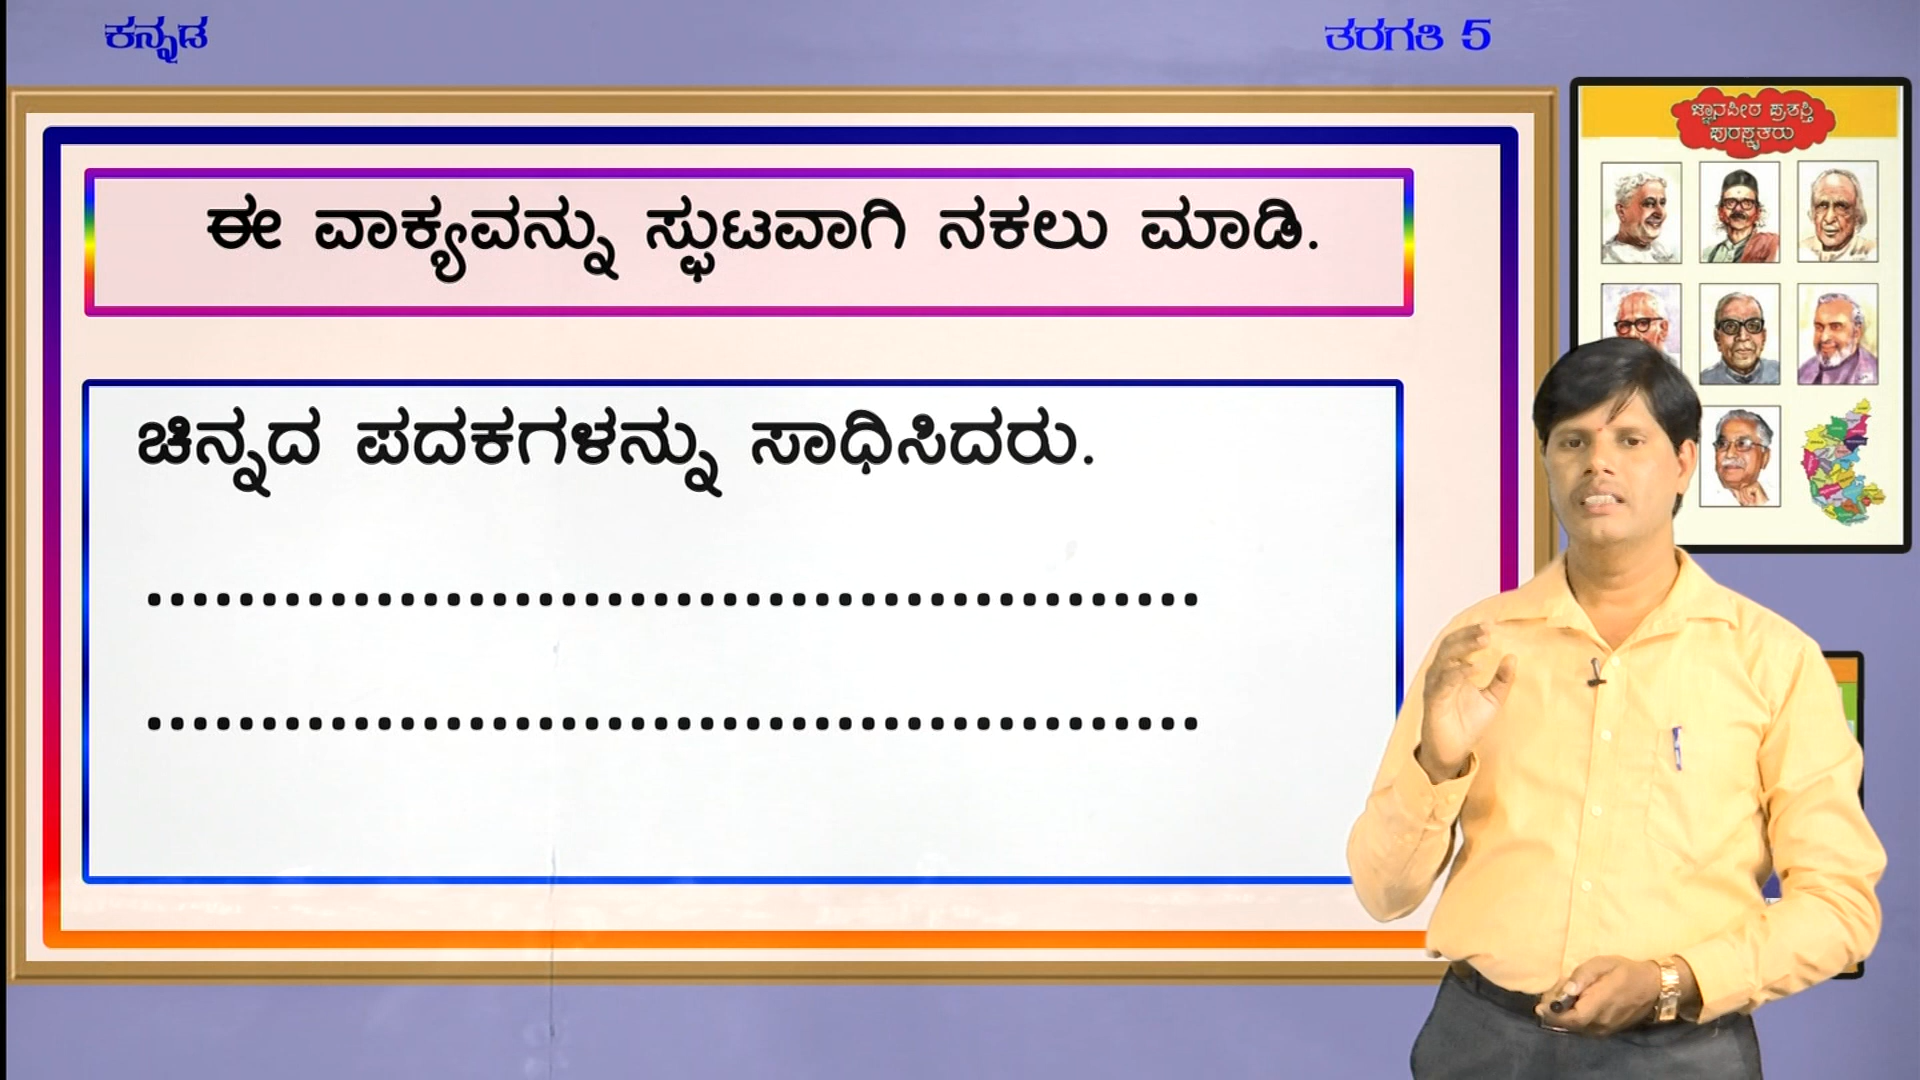 ಕನ್ನಡ
ತರಗತಿ 5
ಜ್ಞಾನಪೀಠ ಪ್ರಶಸ್ತಿ
ಪುರಸ್ಕೃತರು
ಈ ವಾಕ್ಯವನ್ನು ಸ್ಫುಟವಾಗಿ ನಕಲು ಮಾಡಿ.
ಚಿನ್ನದ ಪದಕಗಳನ್ನು ಸಾಧಿಸಿದರು.
..............................................
..............................................